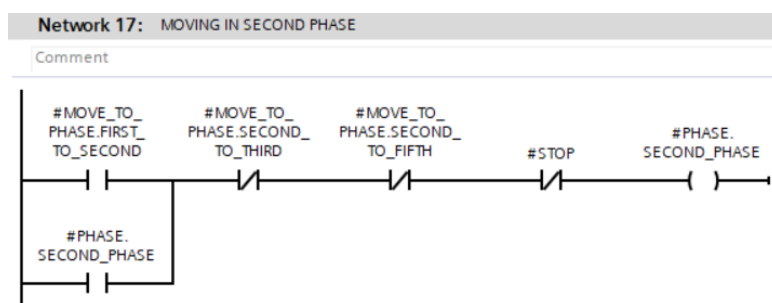 Network 17: MOVING IN SECOND PHASE
Comment
#MOVE_TO_
PHASE.FIRST_
TO_SECOND
#MOVE_TO_
PHASE.SECOND_
TO_THIRD
#MOVE_TO_
PHASE.SECOND_
TO_FIFTH
#STOP
#PHASE.
SECOND_PHASE
#PHASE.
SECOND_PHASE